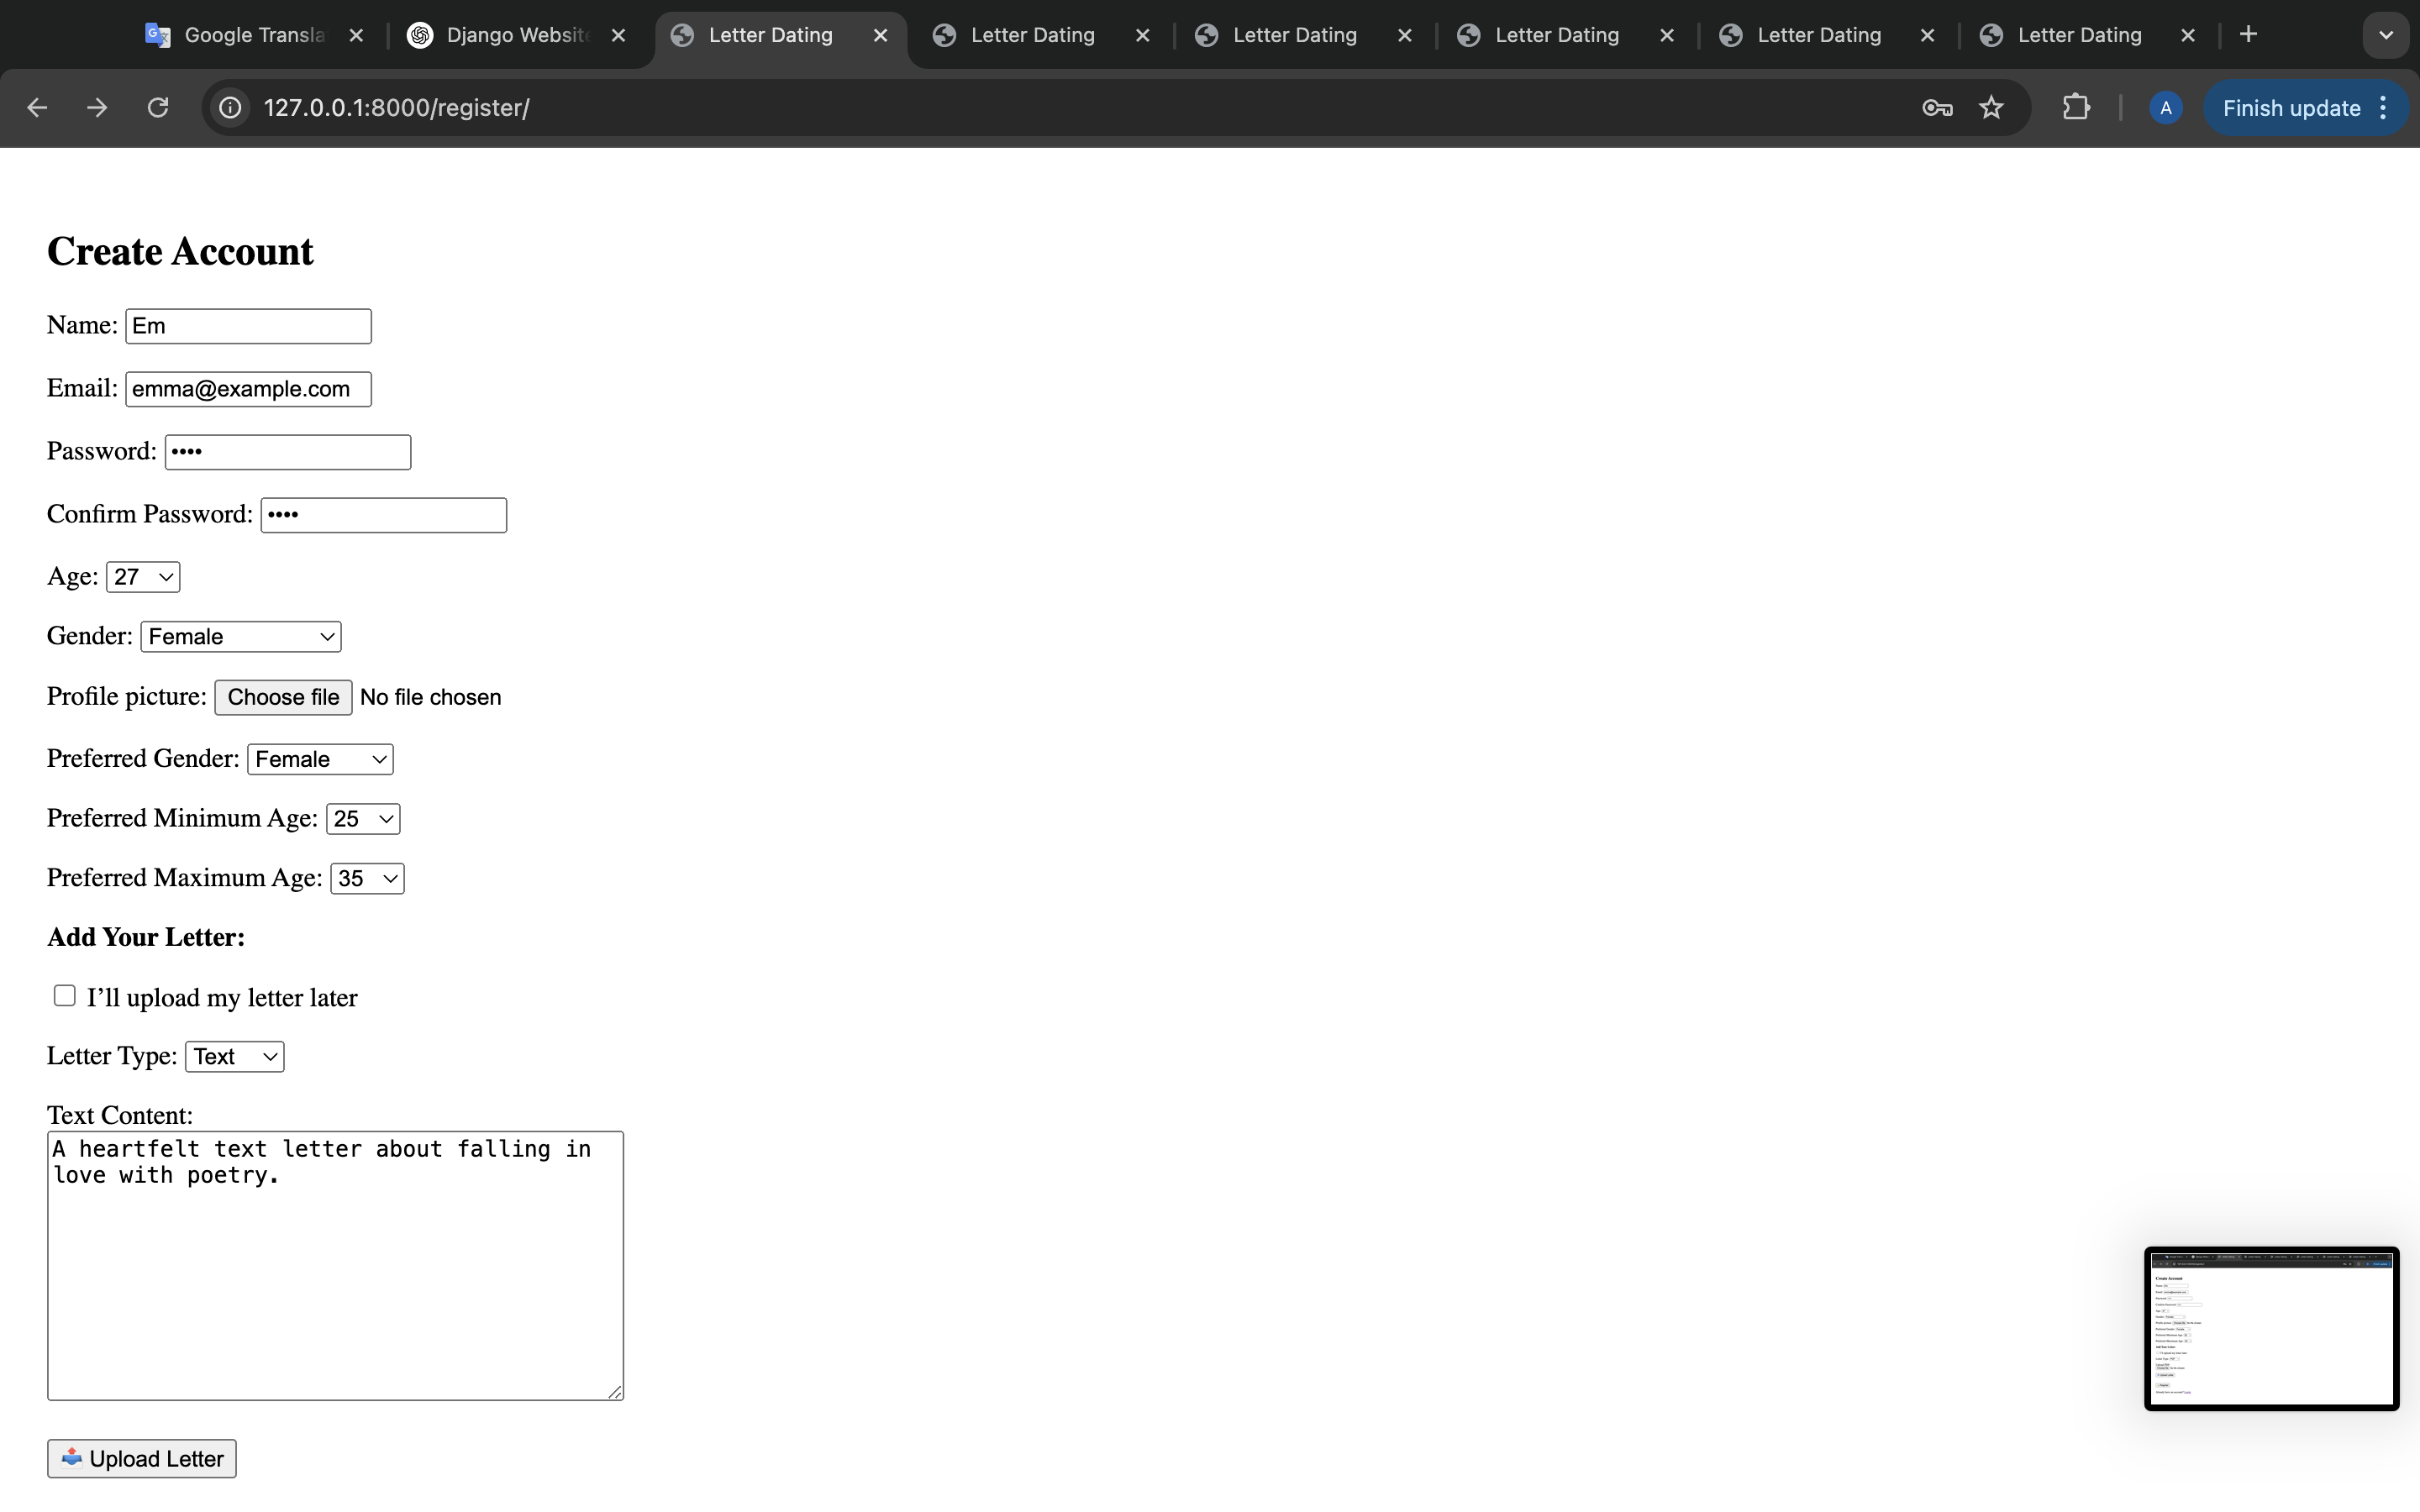 Google Transla
Django Website
Letter Dating
Letter Dating
Letter Dating
Letter Dating
Letter Dating
Letter Dating
127.0.0.1:8000/register/
A
Finish update
Create Account
Name: Em
Email: emma@example.com
Password: ••••
Confirm Password: ••••
Age: 27
Gender: Female
Profile picture: Choose file No file chosen
Preferred Gender: Female
Preferred Minimum Age: 25
Preferred Maximum Age: 35
Add Your Letter:
I’ll upload my letter later
Letter Type: Text
Text Content:
A heartfelt text letter about falling in
love with poetry.
Upload Letter
Create Account